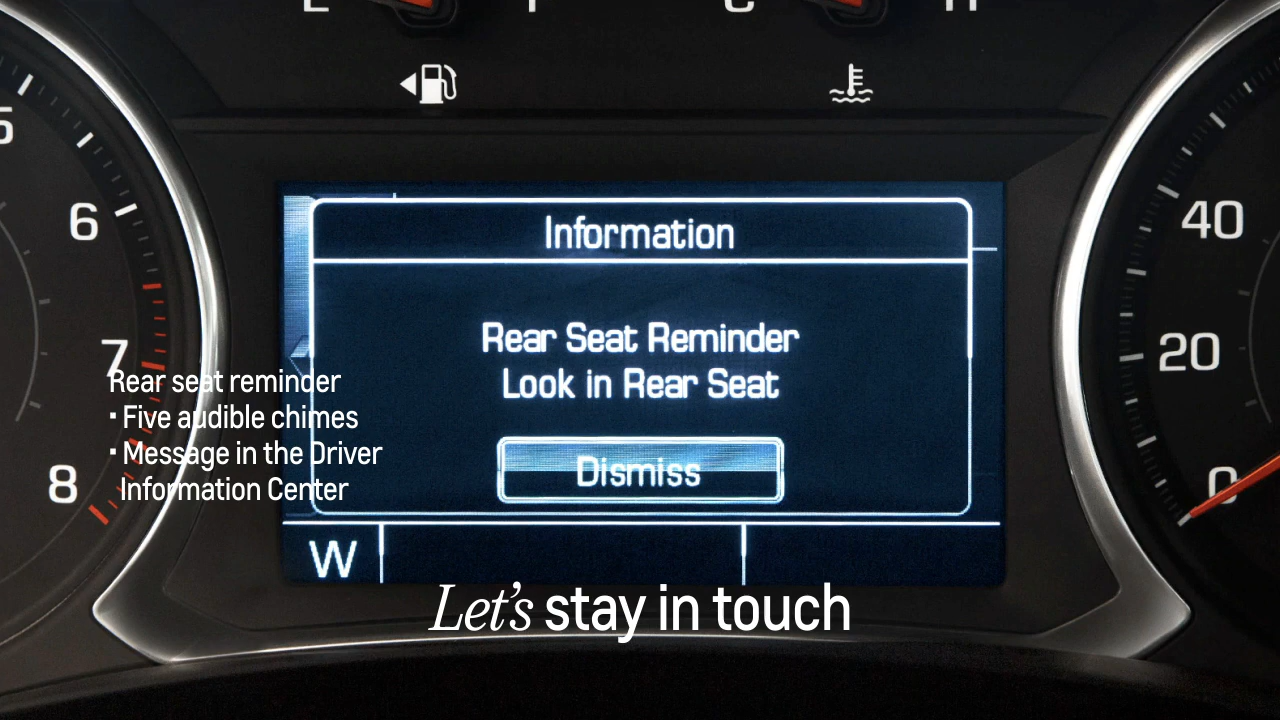 5
6
7
8
Information
Rear Seat Reminder
Look in Rear Seat
Dismiss
W
40
20
0
Rear seat reminder
· Five audible chimes
· Message in the Driver
Information Center
Let's stay in touch